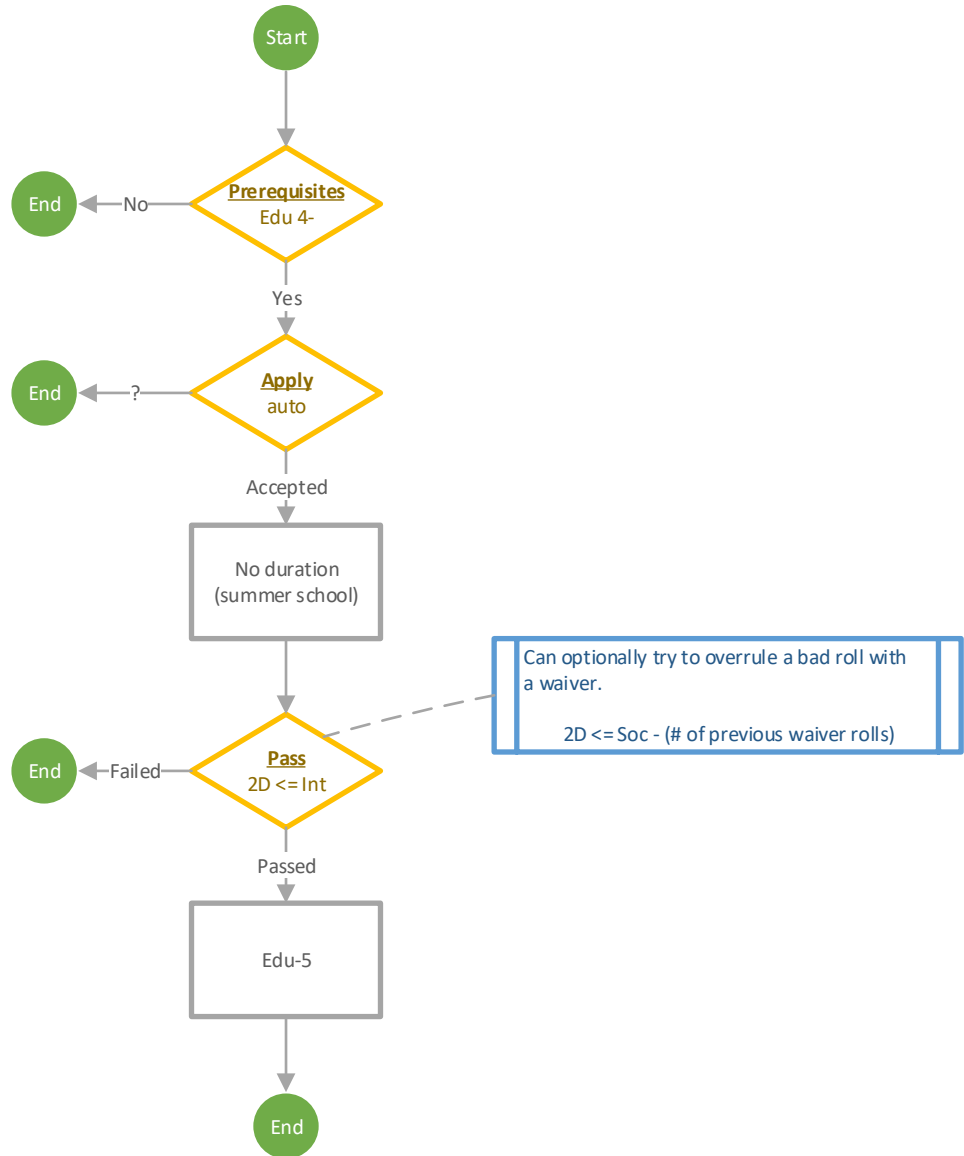 Start
Prerequisites
Edu 4-
No
End
Yes
Apply
auto
?
End
Accepted
No duration
(summer school)
Can optionally try to overrule a bad roll with
a waiver.
2D <= Soc - (# of previous waiver rolls)
Pass
2D <= Int
Failed
End
Passed
Edu-5
End